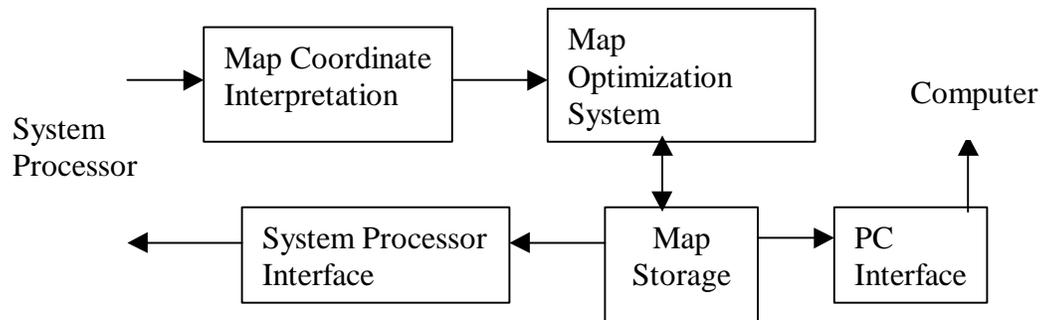 Map Coordinate
Interpretation
Map
Optimization
System
Computer
System
Processor
System Processor
Interface
Map
Storage
PC
Interface